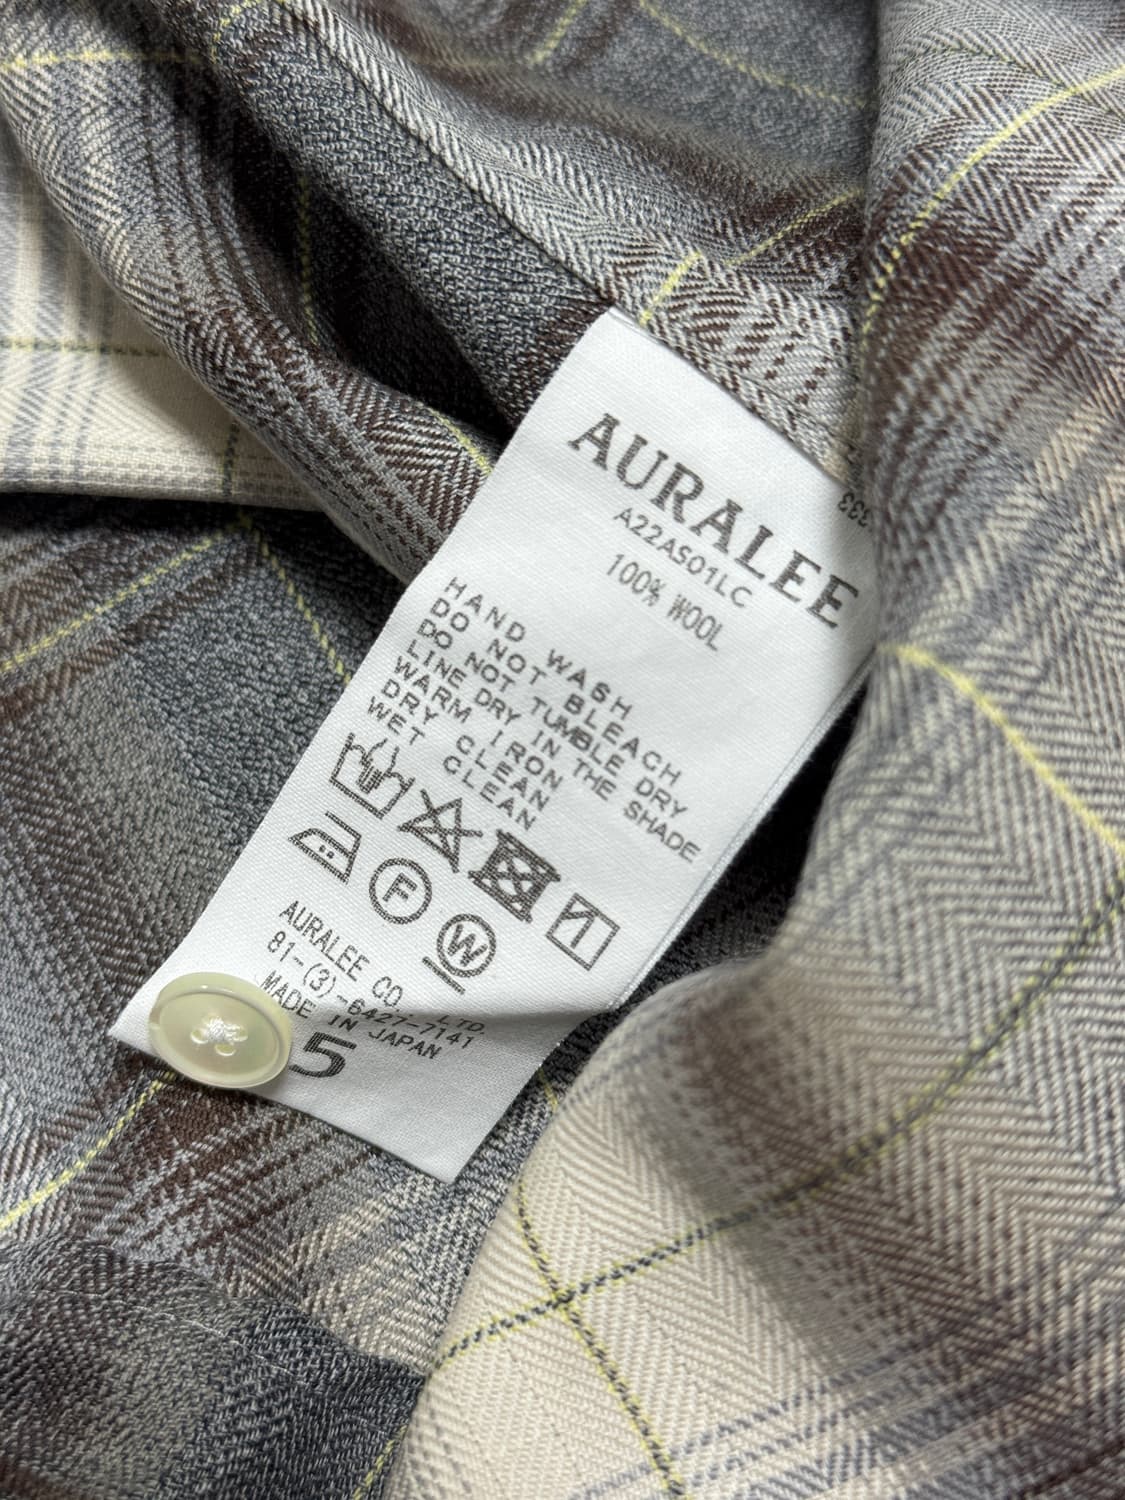 AURALEE
A22AS01LC
100% WOOL
HAND WASH
DO NOT BLEACH
DO NOT TUMBLE DRY
LINE DRY IN THE SHADE
WARM IRON
DRY CLEAN
WET CLEAN
F
W
AURALEE CO., LTD.
81-(3)-6427-7141
MADE IN JAPAN
5
333